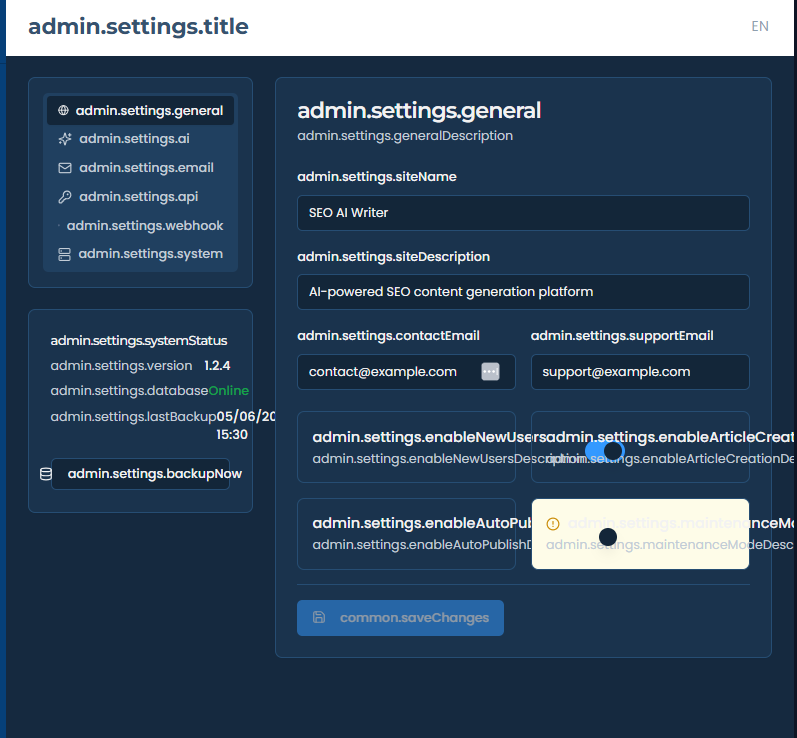 admin.settings.title
EN
admin.settings.general
admin.settings.ai
admin.settings.email
admin.settings.api
admin.settings.webhook
admin.settings.system
admin.settings.systemStatus
admin.settings.version 1.2.4
admin.settings.database Online
admin.settings.lastBackup 05/06/20
15:30
admin.settings.backupNow
admin.settings.general
admin.settings.generalDescription
admin.settings.siteName
SEO AI Writer
admin.settings.siteDescription
AI-powered SEO content generation platform
admin.settings.contactEmail
contact@example.com
admin.settings.supportEmail
support@example.com
admin.settings.enableNewUsers
admin.settings.enableNewUsersDescription
admin.settings.enableArticleCreat
admin.settings.enableArticleCreationDe
admin.settings.enableAutoPubl
admin.settings.enableAutoPublishD
admin.settings.maintenanceMo
admin.settings.maintenanceModeDesc
common.saveChanges